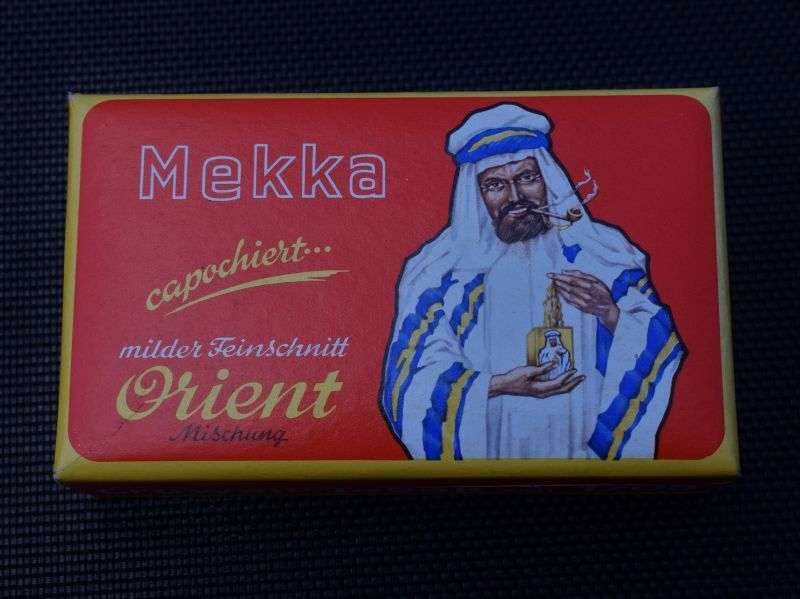 Mekka
capochiert...
milder Feinschnitt
Orient
Mischung